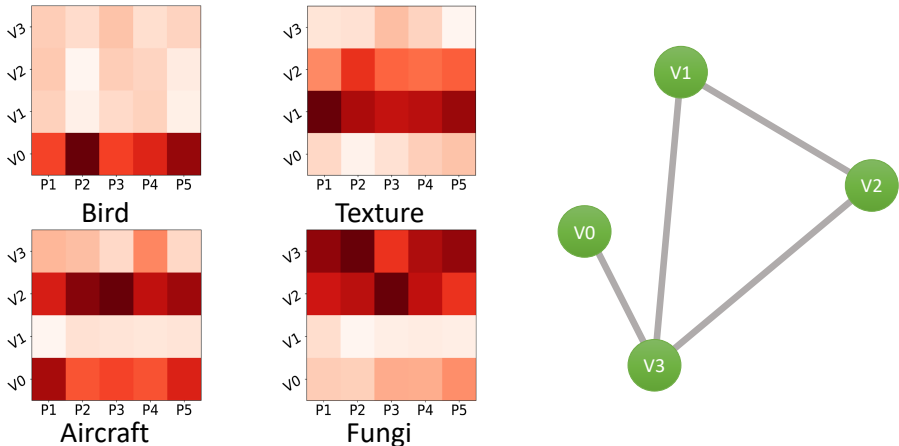 V3
V2
V1
V0
P1 P2 P3 P4 P5
Bird
V3
V2
V1
V0
P1 P2 P3 P4 P5
Texture
V3
V2
V1
V0
P1 P2 P3 P4 P5
Aircraft
V3
V2
V1
V0
P1 P2 P3 P4 P5
Fungi
V1
V2
V0
V3